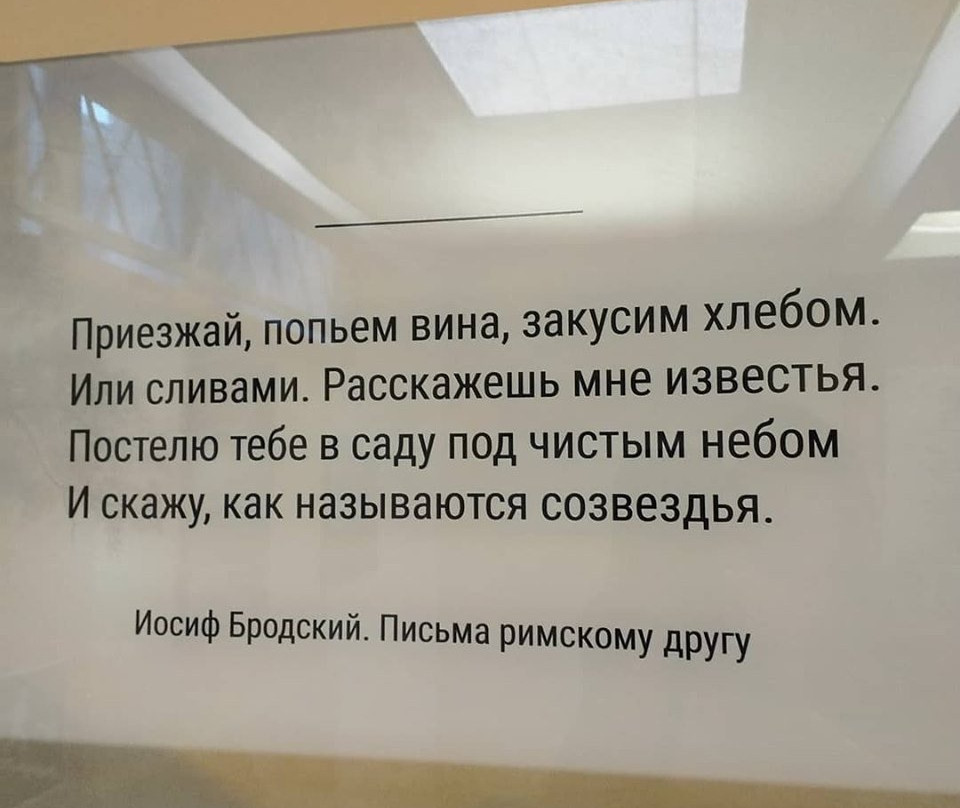 Приезжай, попьем вина, закусим хлебом.
Или сливами. Расскажешь мне известья.
Постелю тебе в саду под чистым небом
И скажу, как называются созвездья.
Иосиф Бродский. Письма римскому другу